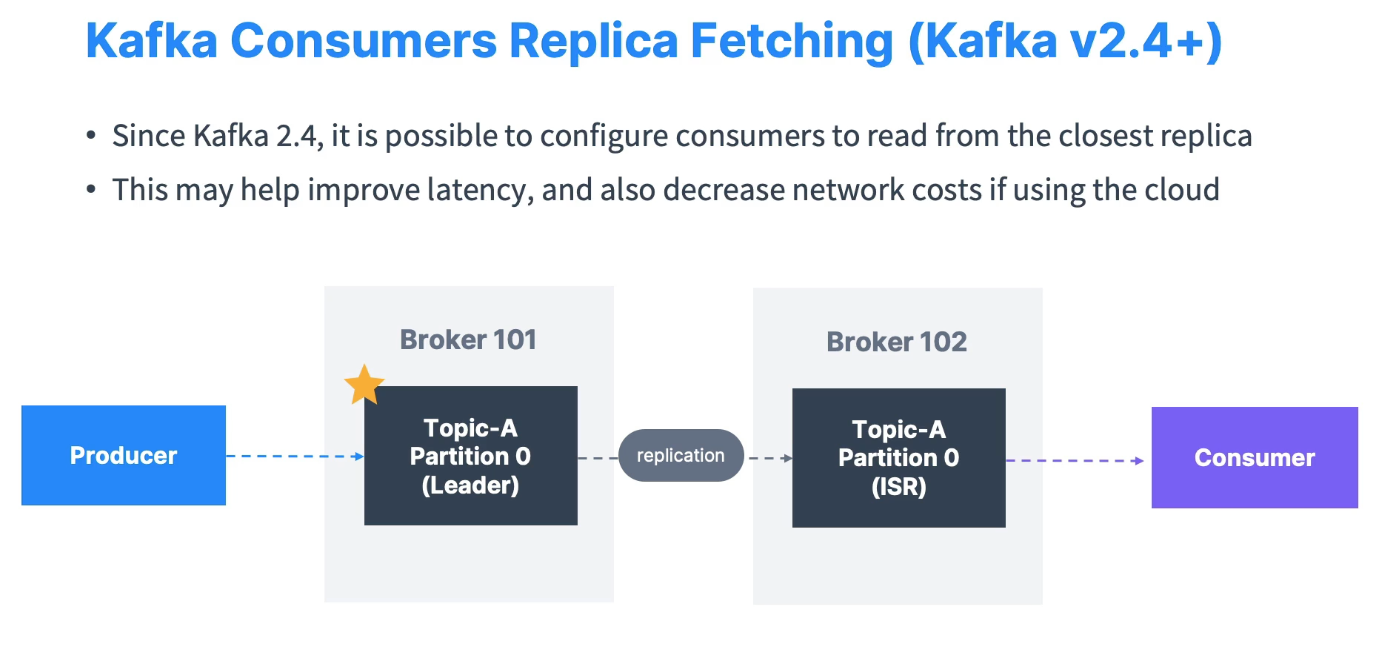 Kafka Consumers Replica Fetching (Kafka v2.4+)
• Since Kafka 2.4, it is possible to configure consumers to read from the closest replica
• This may help improve latency, and also decrease network costs if using the cloud
Broker 101
Broker 102
Producer
Topic-A
Partition 0
(Leader)
replication
Topic-A
Partition 0
(ISR)
Consumer